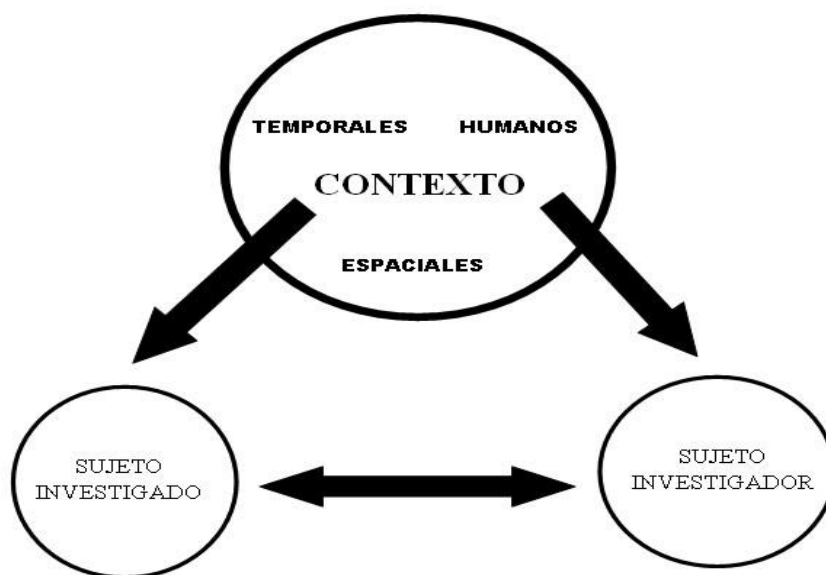 TEMPORALES HUMANOS
CONTEXTO
ESPACIALES
SUJETO
INVESTIGADO
SUJETO
INVESTIGADOR